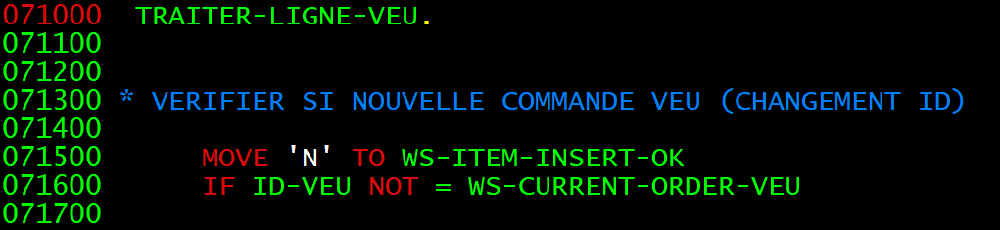 071000  TRAITER-LIGNE-VEU.
071100
071200
071300 * VERIFIER SI NOUVELLE COMMANDE VEU (CHANGEMENT ID)
071400
071500      MOVE 'N' TO WS-ITEM-INSERT-OK
071600      IF ID-VEU NOT = WS-CURRENT-ORDER-VEU
071700